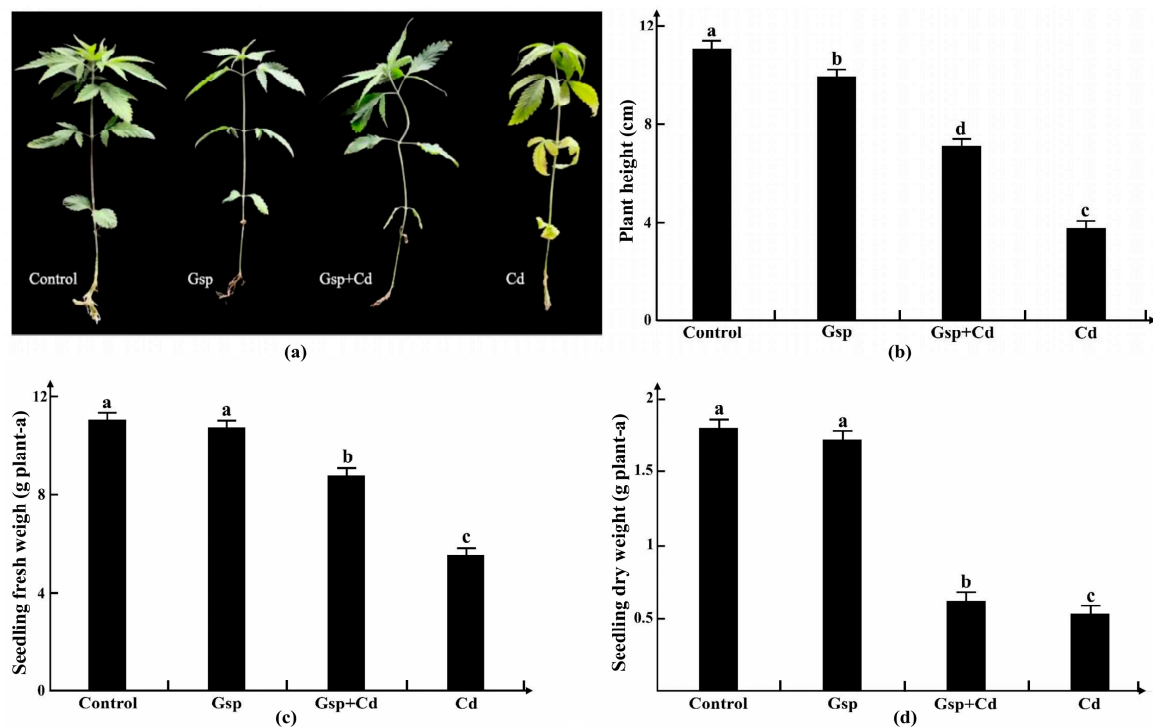 Control
Gsp
Gsp+Cd
Cd
(a)
Plant height (cm)
12
8
4
0
a
b
d
c
Control
Gsp
Gsp+Cd
Cd
(b)
Seedling fresh weigh (g plant-a)
12
8
4
0
a
a
b
c
Control
Gsp
Gsp+Cd
Cd
(c)
Seedling dry weight (g plant-a)
2
1.5
1
0.5
a
a
b
c
Control
Gsp
Gsp+Cd
Cd
(d)